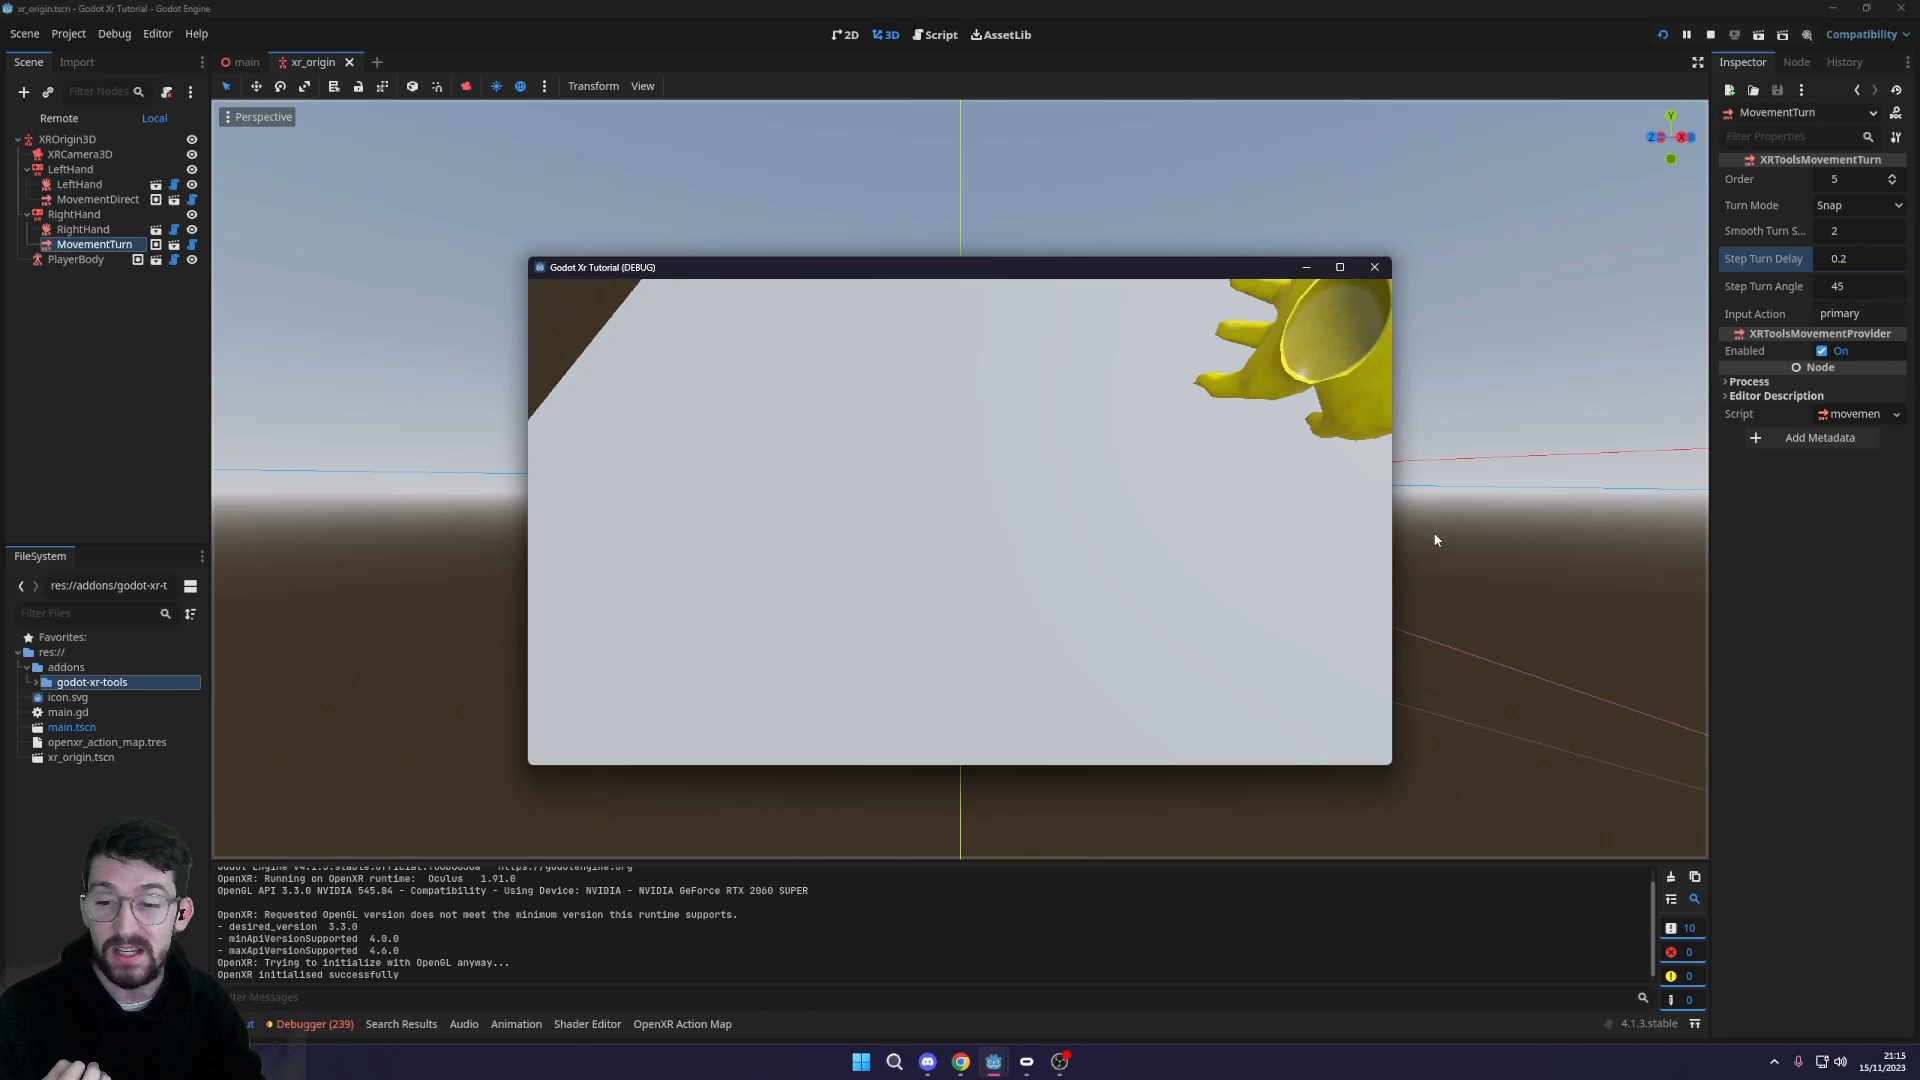 xr_origin.tscn - Godot Xr Tutorial - Godot Engine
Scene Project Debug Editor Help
2D 3D Script AssetLib
Compatibility
Scene Import
main xr_origin
Inspector Node History
Filter Nodes
Transform View
Remote Local
Perspective
XROrigin3D
XRCamera3D
LeftHand
LeftHand
MovementDirect
RightHand
RightHand
MovementTurn
PlayerBody
Y
Z X
MovementTurn
Filter Properties
XRToolsMovementTurn
Order 5
Turn Mode Snap
Smooth Turn S... 2
Step Turn Delay 0.2
Step Turn Angle 45
Input Action primary
XRToolsMovementProvider
Enabled On
Node
Process
Editor Description
Script movemen
Add Metadata
Godot Xr Tutorial (DEBUG)
FileSystem
res://addons/godot-xr-t
Filter Files
Favorites:
res://
addons
godot-xr-tools
icon.svg
main.gd
main.tscn
openxr_action_map.tres
xr_origin.tscn
OpenXR: Running on OpenXR runtime: Oculus 1.91.0
OpenGL API 3.3.0 NVIDIA 545.84 - Compatibility - Using Device: NVIDIA - NVIDIA GeForce RTX 2060 SUPER
OpenXR: Requested OpenGL version does not meet the minimum version this runtime supports.
- desired_version 3.3.0
- minApiVersionSupported 4.0.0
- maxApiVersionSupported 4.6.0
OpenXR: Trying to initialize with OpenGL anyway...
OpenXR initialised successfully
10
0
0
0
lter Messages
ut Debugger (239) Search Results Audio Animation Shader Editor OpenXR Action Map
4.1.3.stable
21:15
15/11/2023